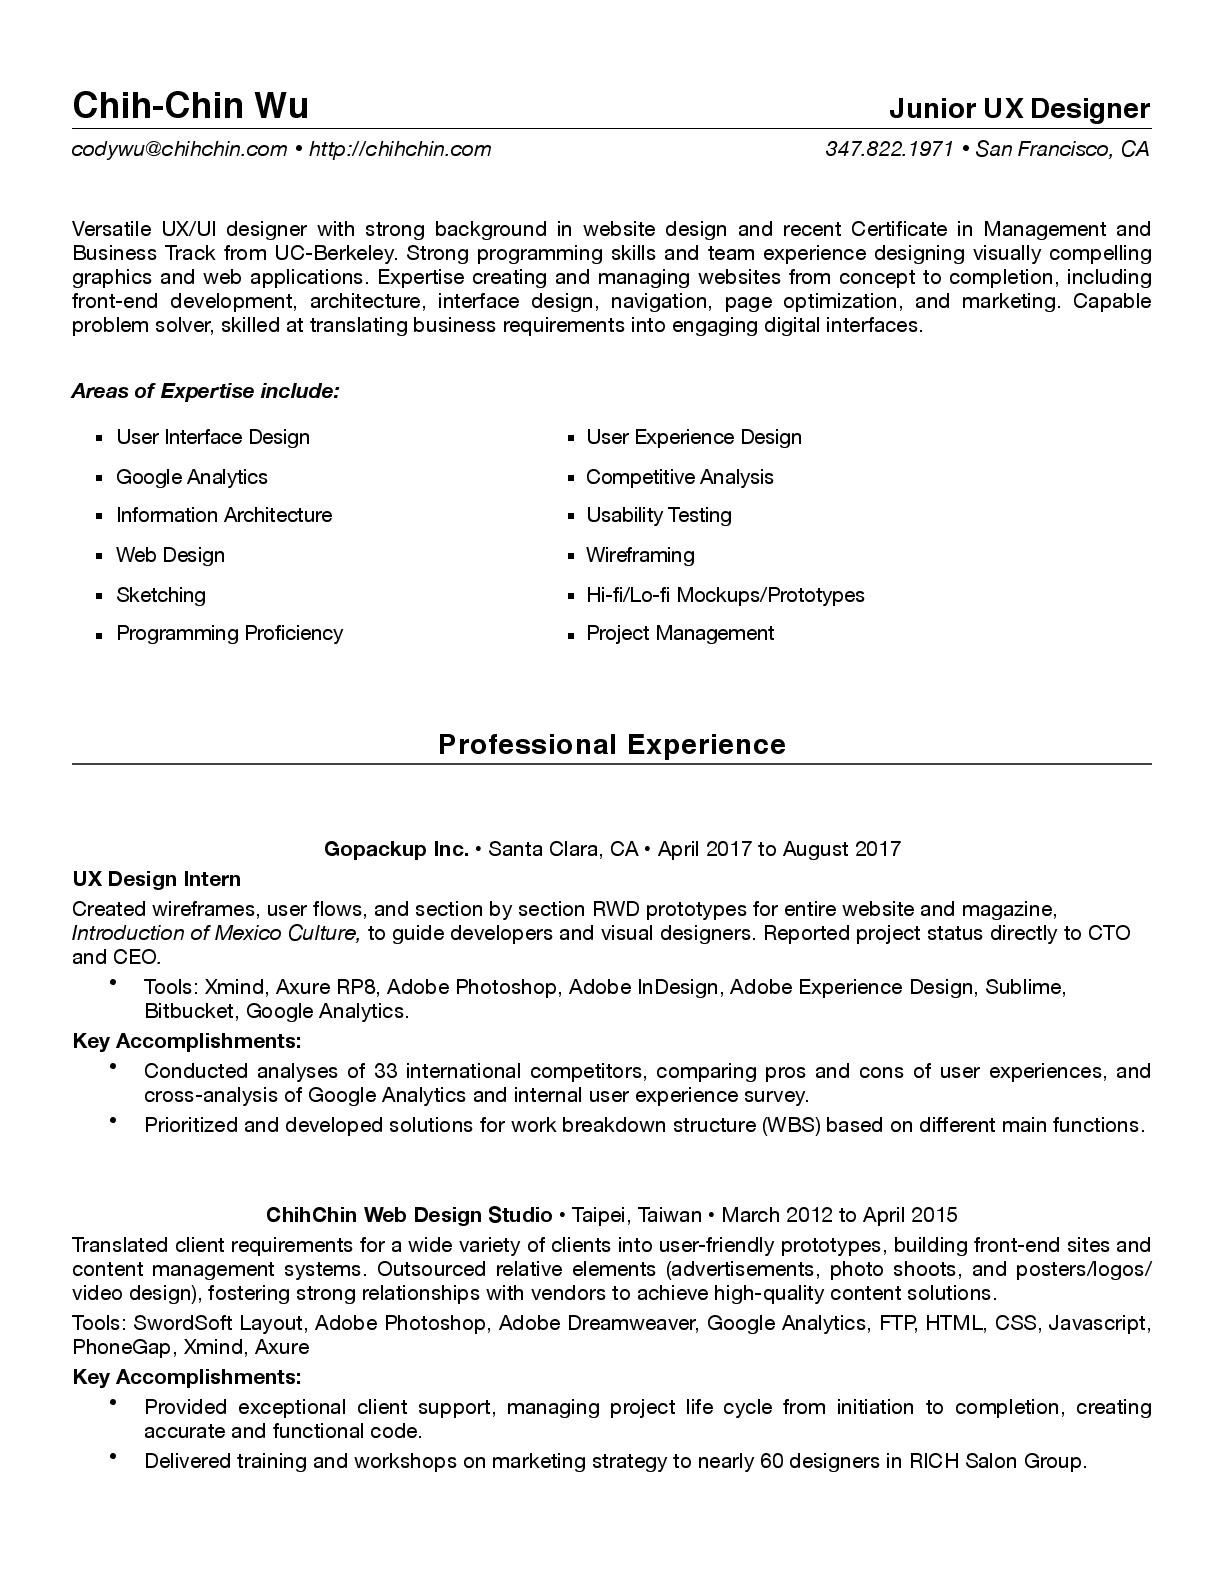 Chih-Chin Wu Junior UX Designer
codywu@chihchin.com • http://chihchin.com 347.822.1971 • San Francisco, CA
Versatile UX/UI designer with strong background in website design and recent Certificate in Management and
Business Track from UC-Berkeley. Strong programming skills and team experience designing visually compelling
graphics and web applications. Expertise creating and managing websites from concept to completion, including
front-end development, architecture, interface design, navigation, page optimization, and marketing. Capable
problem solver, skilled at translating business requirements into engaging digital interfaces.
Areas of Expertise include:
▪ User Interface Design
▪ Google Analytics
▪ Information Architecture
▪ Web Design
▪ Sketching
▪ Programming Proficiency
▪ User Experience Design
▪ Competitive Analysis
▪ Usability Testing
▪ Wireframing
▪ Hi-fi/Lo-fi Mockups/Prototypes
▪ Project Management
Professional Experience
Gopackup Inc. • Santa Clara, CA • April 2017 to August 2017
UX Design Intern
Created wireframes, user flows, and section by section RWD prototypes for entire website and magazine,
Introduction of Mexico Culture, to guide developers and visual designers. Reported project status directly to CTO
and CEO.
• Tools: Xmind, Axure RP8, Adobe Photoshop, Adobe InDesign, Adobe Experience Design, Sublime,
Bitbucket, Google Analytics.
Key Accomplishments:
• Conducted analyses of 33 international competitors, comparing pros and cons of user experiences, and
cross-analysis of Google Analytics and internal user experience survey.
• Prioritized and developed solutions for work breakdown structure (WBS) based on different main functions.
ChihChin Web Design Studio • Taipei, Taiwan • March 2012 to April 2015
Translated client requirements for a wide variety of clients into user-friendly prototypes, building front-end sites and
content management systems. Outsourced relative elements (advertisements, photo shoots, and posters/logos/
video design), fostering strong relationships with vendors to achieve high-quality content solutions.
Tools: SwordSoft Layout, Adobe Photoshop, Adobe Dreamweaver, Google Analytics, FTP, HTML, CSS, Javascript,
PhoneGap, Xmind, Axure
Key Accomplishments:
• Provided exceptional client support, managing project life cycle from initiation to completion, creating
accurate and functional code.
• Delivered training and workshops on marketing strategy to nearly 60 designers in RICH Salon Group.